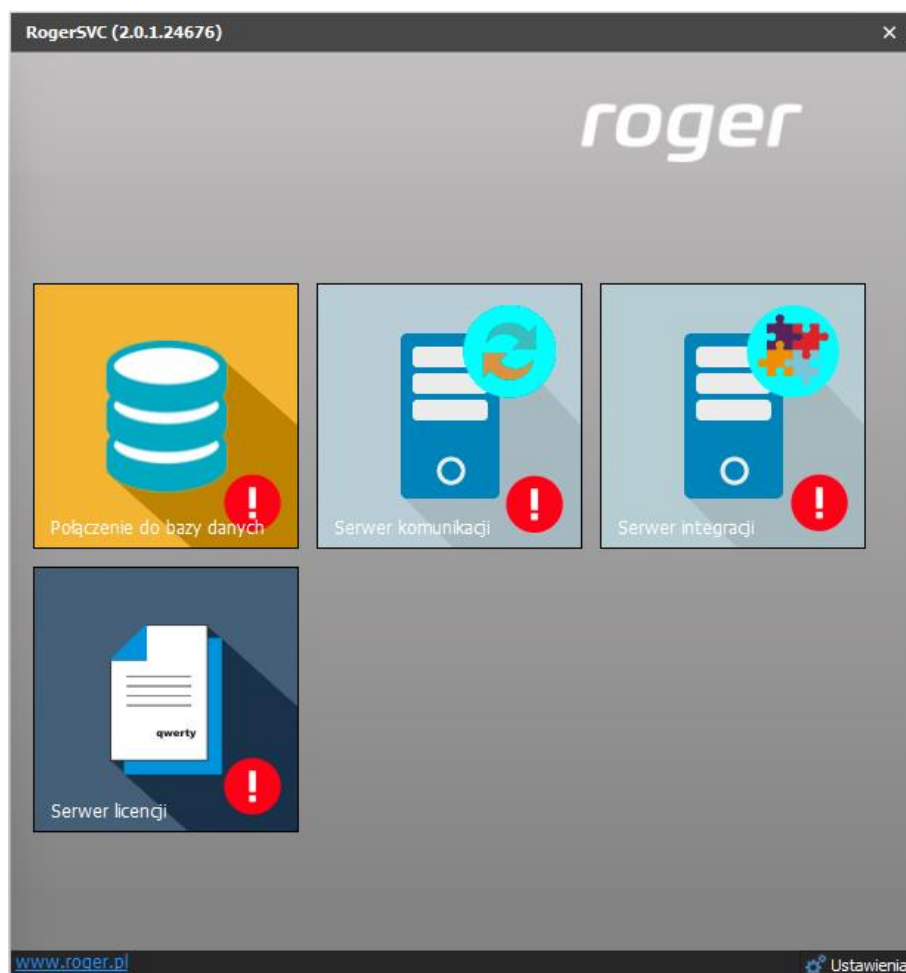 RogerSVC (2.0.1.24676)
roger
Połączenie do bazy danych
Serwer komunikacji
Serwer integracji
qwerty
Serwer licencji
www.roger.pl
Ustawienia